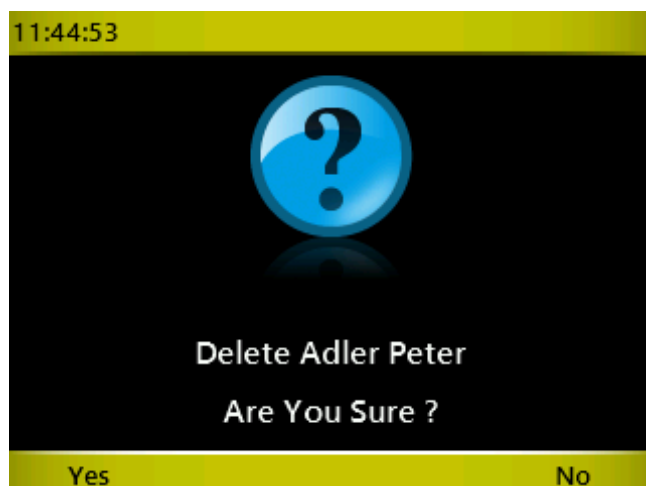 11:44:53
?
Delete Adler Peter
Are You Sure ?
Yes No